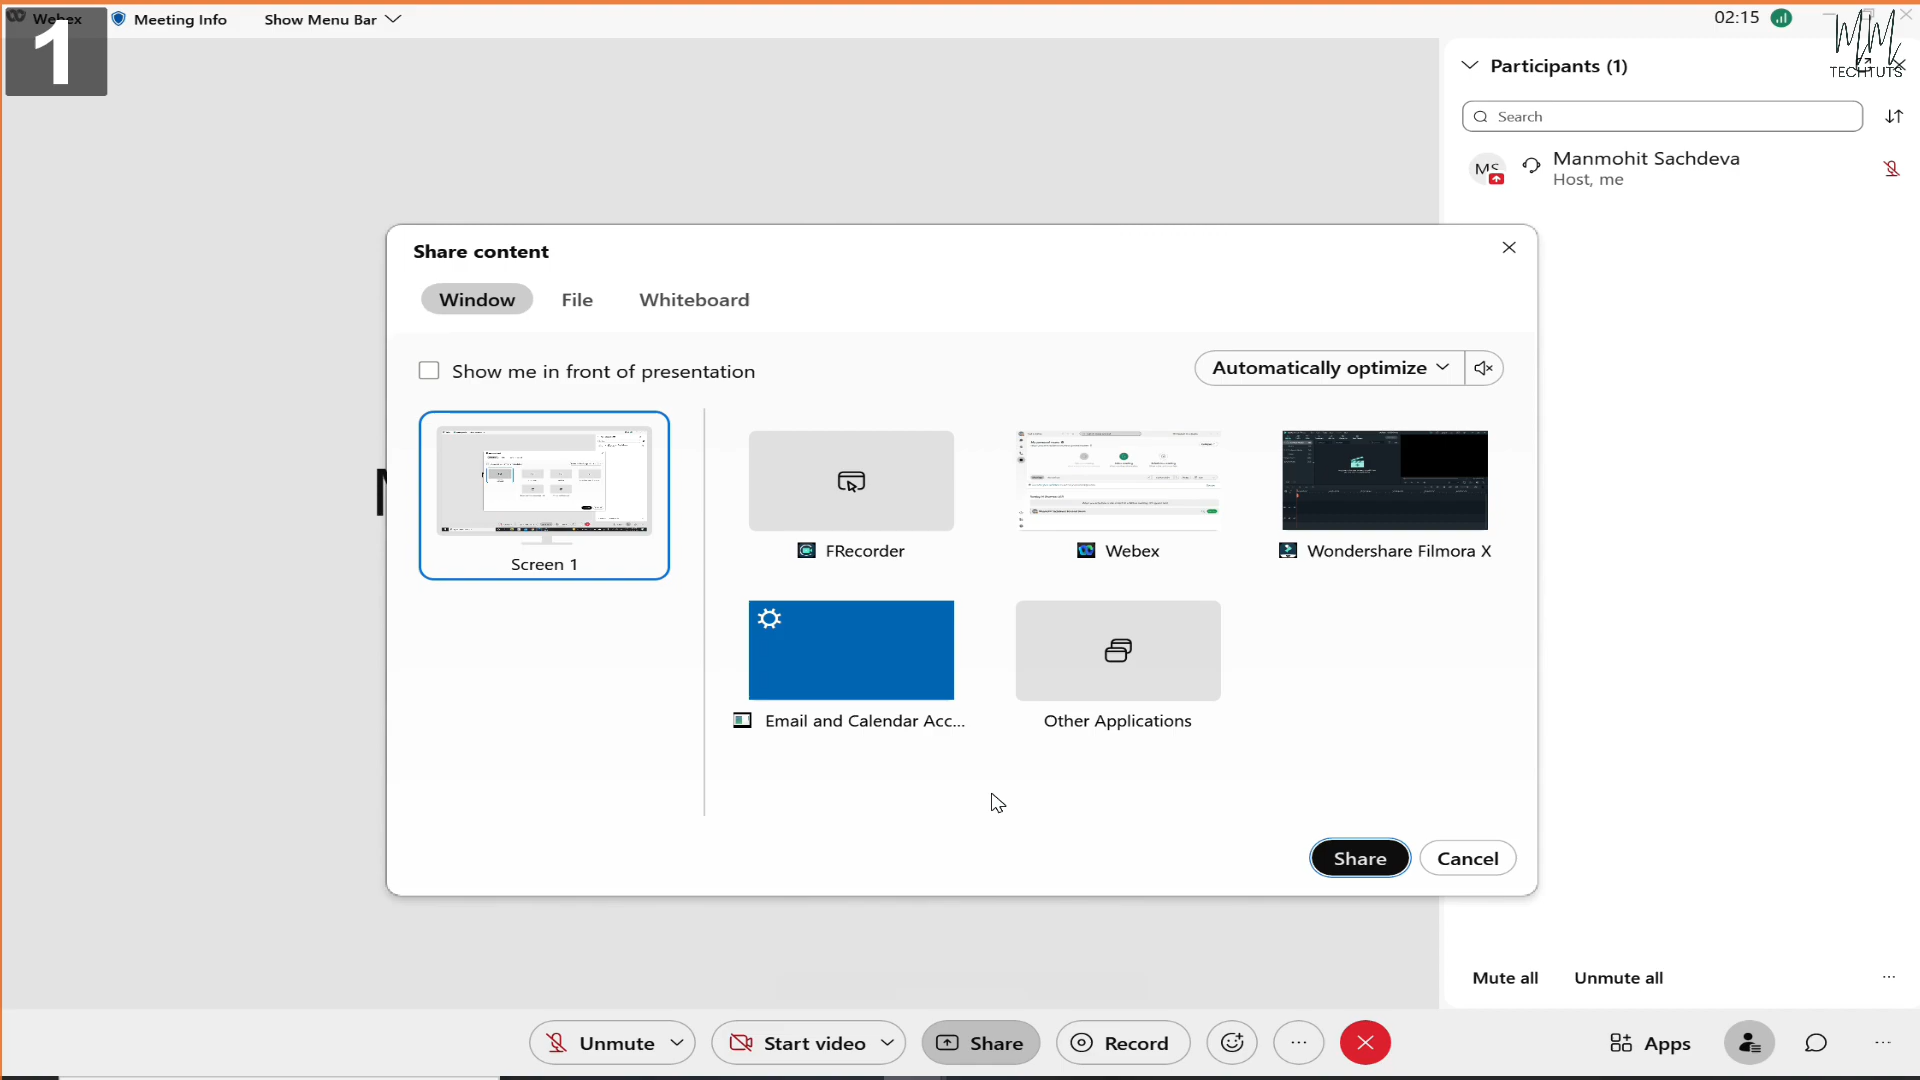 Webex
Meeting Info
Show Menu Bar
02:15
1
MMK
TECHTUTS
Participants (1)
Search
MS
Manmohit Sachdeva
Host, me
Share content
Window
File
Whiteboard
Show me in front of presentation
Automatically optimize
Screen 1
FRecorder
Webex
Wondershare Filmora X
Email and Calendar Acc...
Other Applications
Share
Cancel
Mute all
Unmute all
Unmute
Start video
Share
Record
Apps